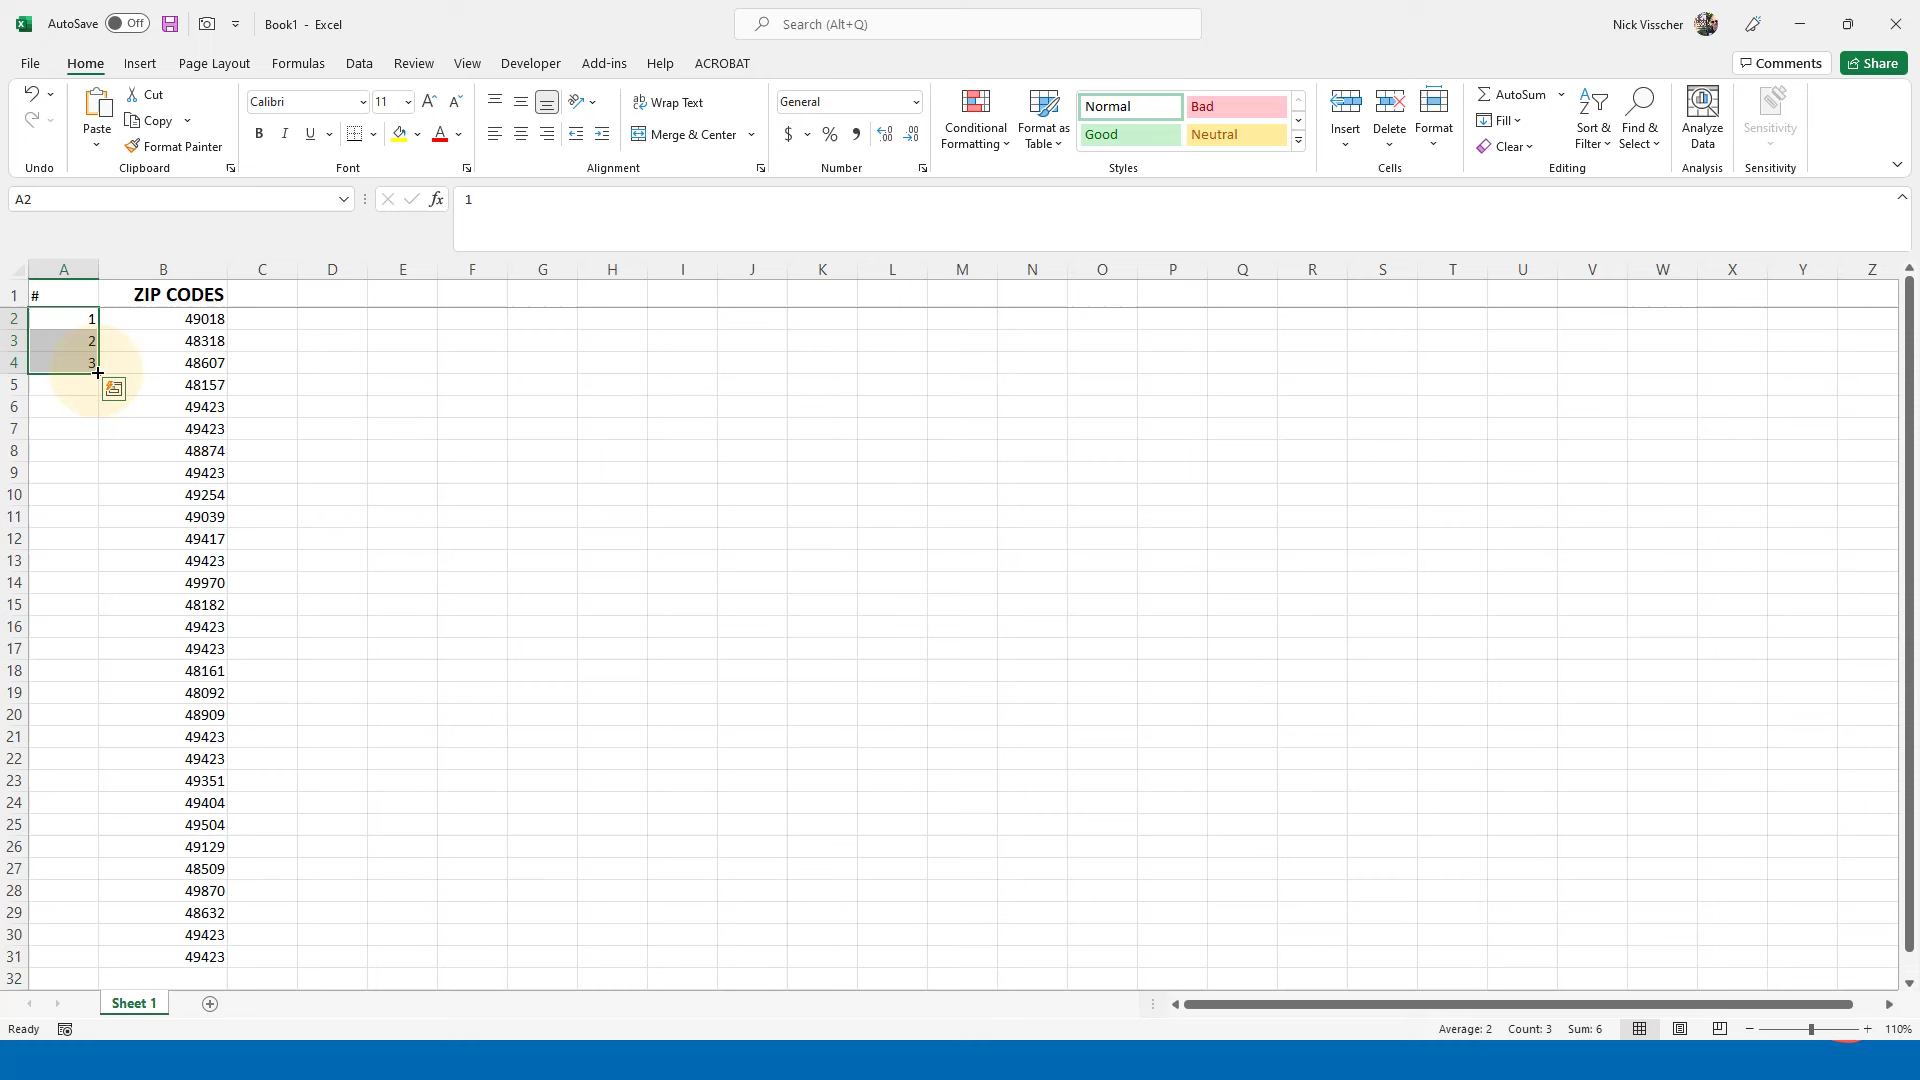 AutoSave Off Book1 - Excel Search (Alt+Q) Nick Visscher
File Home Insert Page Layout Formulas Data Review View Developer Add-ins Help ACROBAT Comments Share
Cut
Copy
Format Painter
Paste
Undo
Clipboard
Calibri 11
B I U
A A
Font
ab Wrap Text
Merge & Center
Alignment
General
$ % 9
Number
Conditional Formatting
Format as Table
Normal Bad
Good Neutral
Styles
Insert Delete Format
Cells
AutoSum
Fill
Clear
Sort & Filter
Find & Select
Editing
Analyze Data
Analysis
Sensitivity
Sensitivity
A2 fx 1
A B C D E F G H I J K L M N O P Q R S T U V W X Y Z
1 # ZIP CODES
2 1 49018
3 2 48318
4 3 48607
5 48157
6 49423
7 49423
8 48874
9 49423
10 49254
11 49039
12 49417
13 49423
14 49970
15 48182
16 49423
17 49423
18 48161
19 48092
20 48909
21 49423
22 49423
23 49351
24 49404
25 49504
26 49129
27 48509
28 49870
29 48632
30 49423
31 49423
32
Sheet 1
Ready Average: 2 Count: 3 Sum: 6 110%